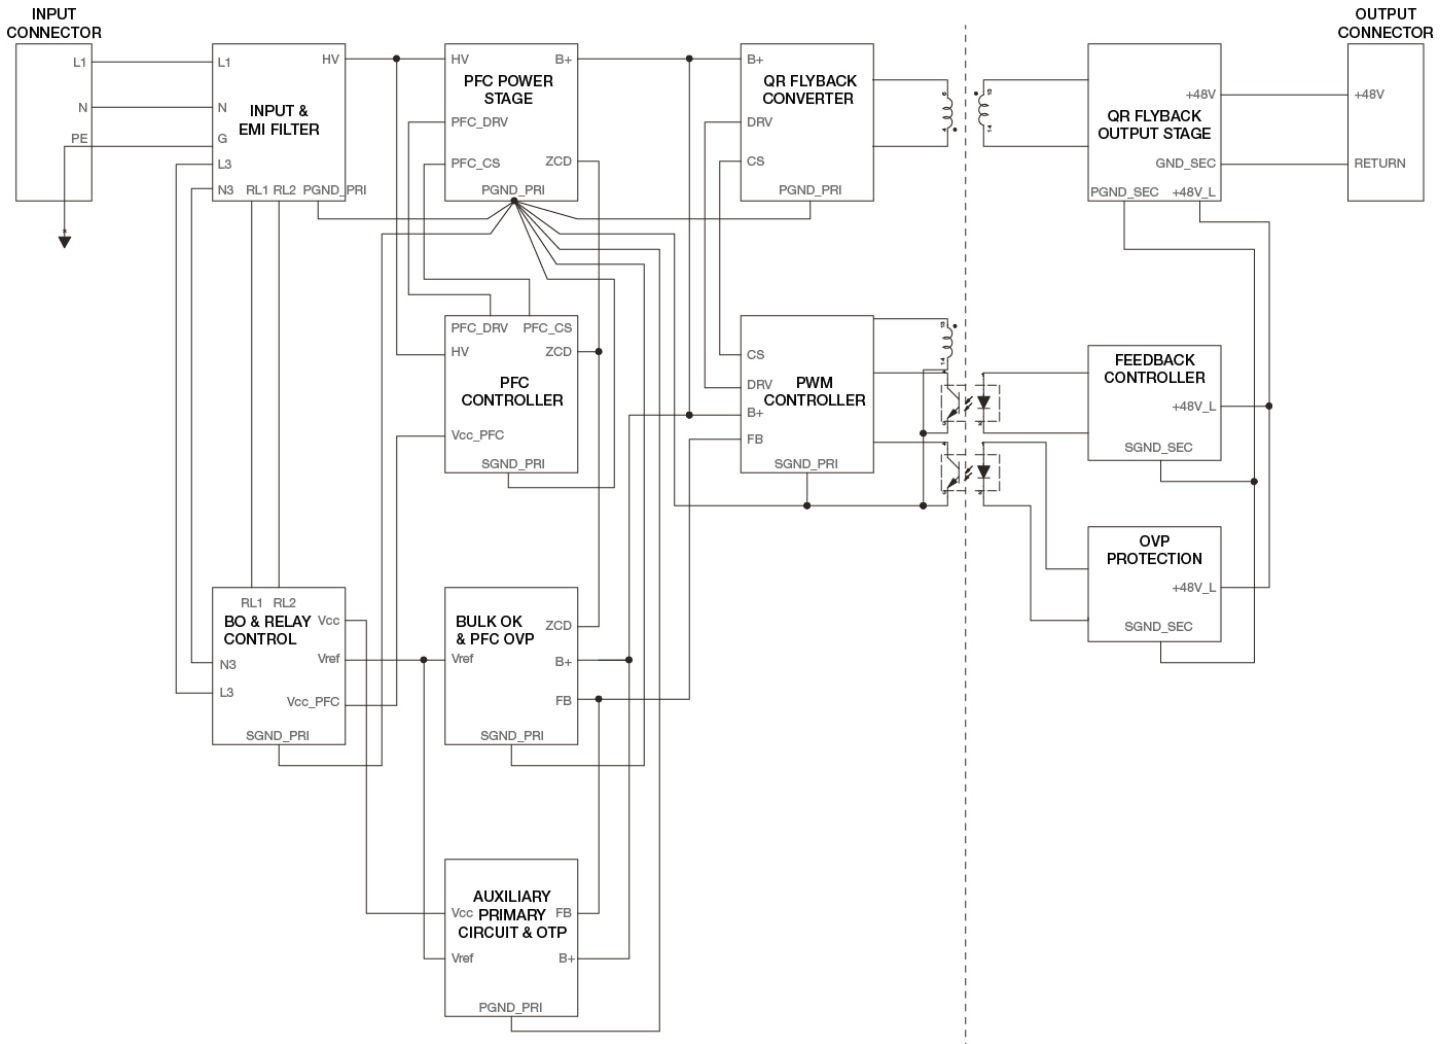 INPUT
CONNECTOR
L1
N
PE
L1
HV
N
INPUT &
EMI FILTER
G
L3
N3 RL1 RL2 PGND_PRI
HV
B+
PFC POWER
STAGE
PFC_DRV
PFC_CS
ZCD
PGND_PRI
B+
QR FLYBACK
CONVERTER
DRV
CS
PGND_PRI
+48V
QR FLYBACK
OUTPUT STAGE
GND_SEC
PGND_SEC +48V_L
OUTPUT
CONNECTOR
+48V
RETURN
PFC_DRV PFC_CS
HV
ZCD
PFC
CONTROLLER
Vcc_PFC
SGND_PRI
CS
PWM
CONTROLLER
DRV
B+
FB
SGND_PRI
FEEDBACK
CONTROLLER
+48V_L
SGND_SEC
OVP
PROTECTION
+48V_L
SGND_SEC
RL1 RL2
BO & RELAY
CONTROL
Vcc
Vref
N3
L3
Vcc_PFC
SGND_PRI
BULK OK
& PFC OVP
ZCD
Vref
B+
FB
SGND_PRI
AUXILIARY
PRIMARY
CIRCUIT & OTP
Vcc
FB
Vref
B+
PGND_PRI